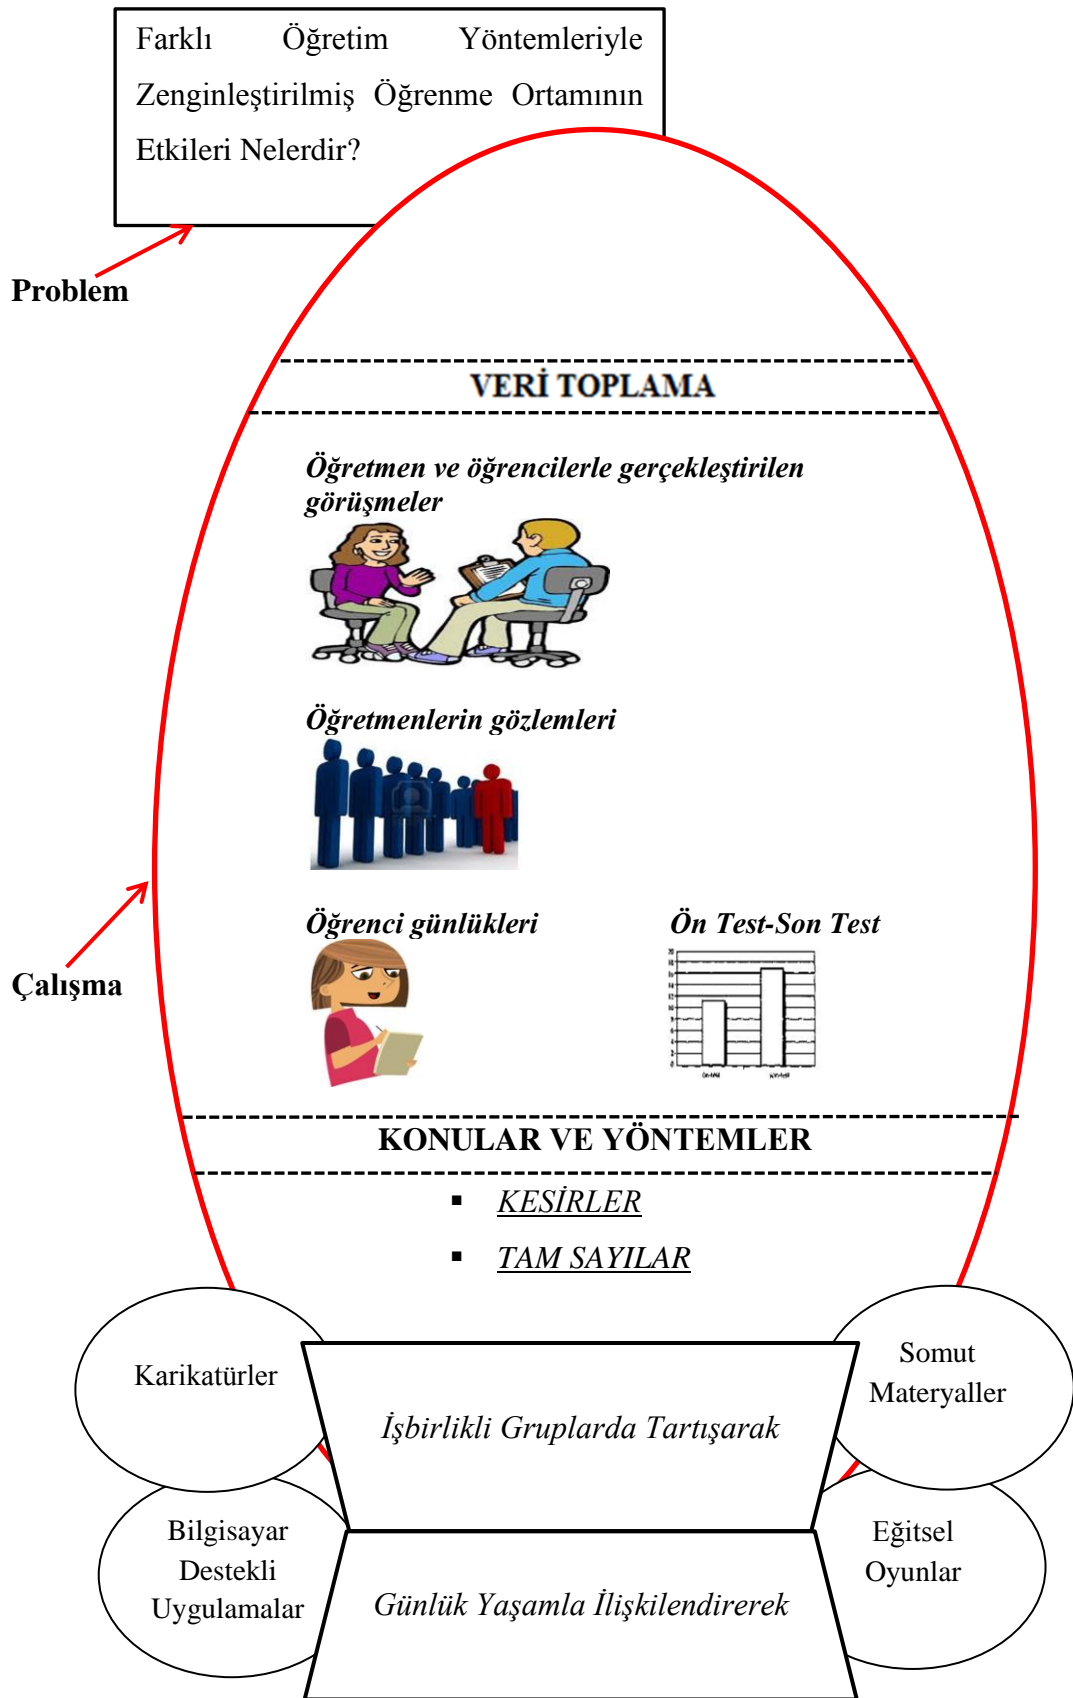 Farklı Öğretim Yöntemleriyle
Zenginleştirilmiş Öğrenme Ortamının
Etkileri Nelerdir?
Problem
VERİ TOPLAMA
Öğretmen ve öğrencilerle gerçekleştirilen
görüşmeler
Öğretmenlerin gözlemleri
Öğrenci günlükleri
Ön Test-Son Test
Çalışma
KONULAR VE YÖNTEMLER
▪ KESİRLER
▪ TAM SAYILAR
Karikatürler
Somut
Materyaller
İşbirlikli Gruplarda Tartışarak
Bilgisayar
Destekli
Uygulamalar
Eğitsel
Oyunlar
Günlük Yaşamla İlişkilendirerek